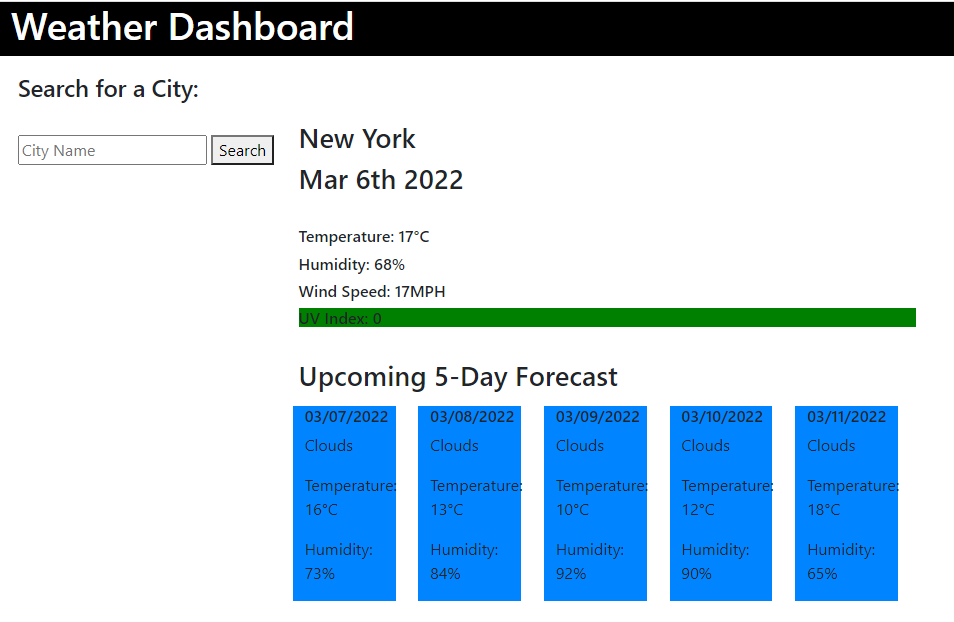 Weather Dashboard
Search for a City:
City Name
Search
New York
Mar 6th 2022
Temperature: 17°C
Humidity: 68%
Wind Speed: 17MPH
UV Index: 0
Upcoming 5-Day Forecast
03/07/2022
Clouds
Temperature:
16°C
Humidity:
73%
03/08/2022
Clouds
Temperature:
13°C
Humidity:
84%
03/09/2022
Clouds
Temperature:
10°C
Humidity:
92%
03/10/2022
Clouds
Temperature:
12°C
Humidity:
90%
03/11/2022
Clouds
Temperature:
18°C
Humidity:
65%